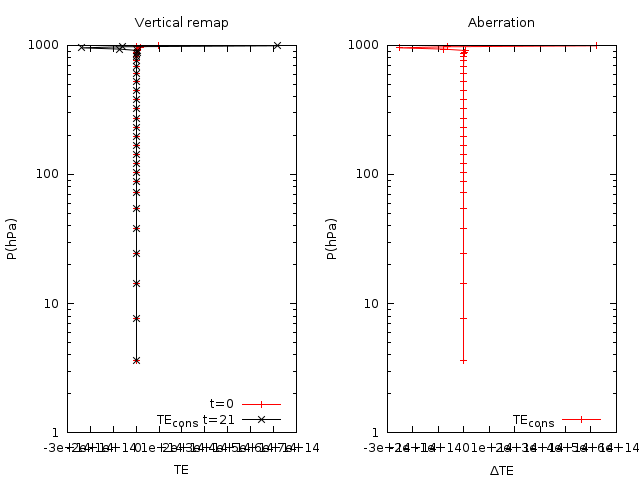 Vertical remap
Aberration
1000
100
10
1
P(hPa)
t=0
TEcons t=21
TE
1000
100
10
1
P(hPa)
TEcons
ΔTE